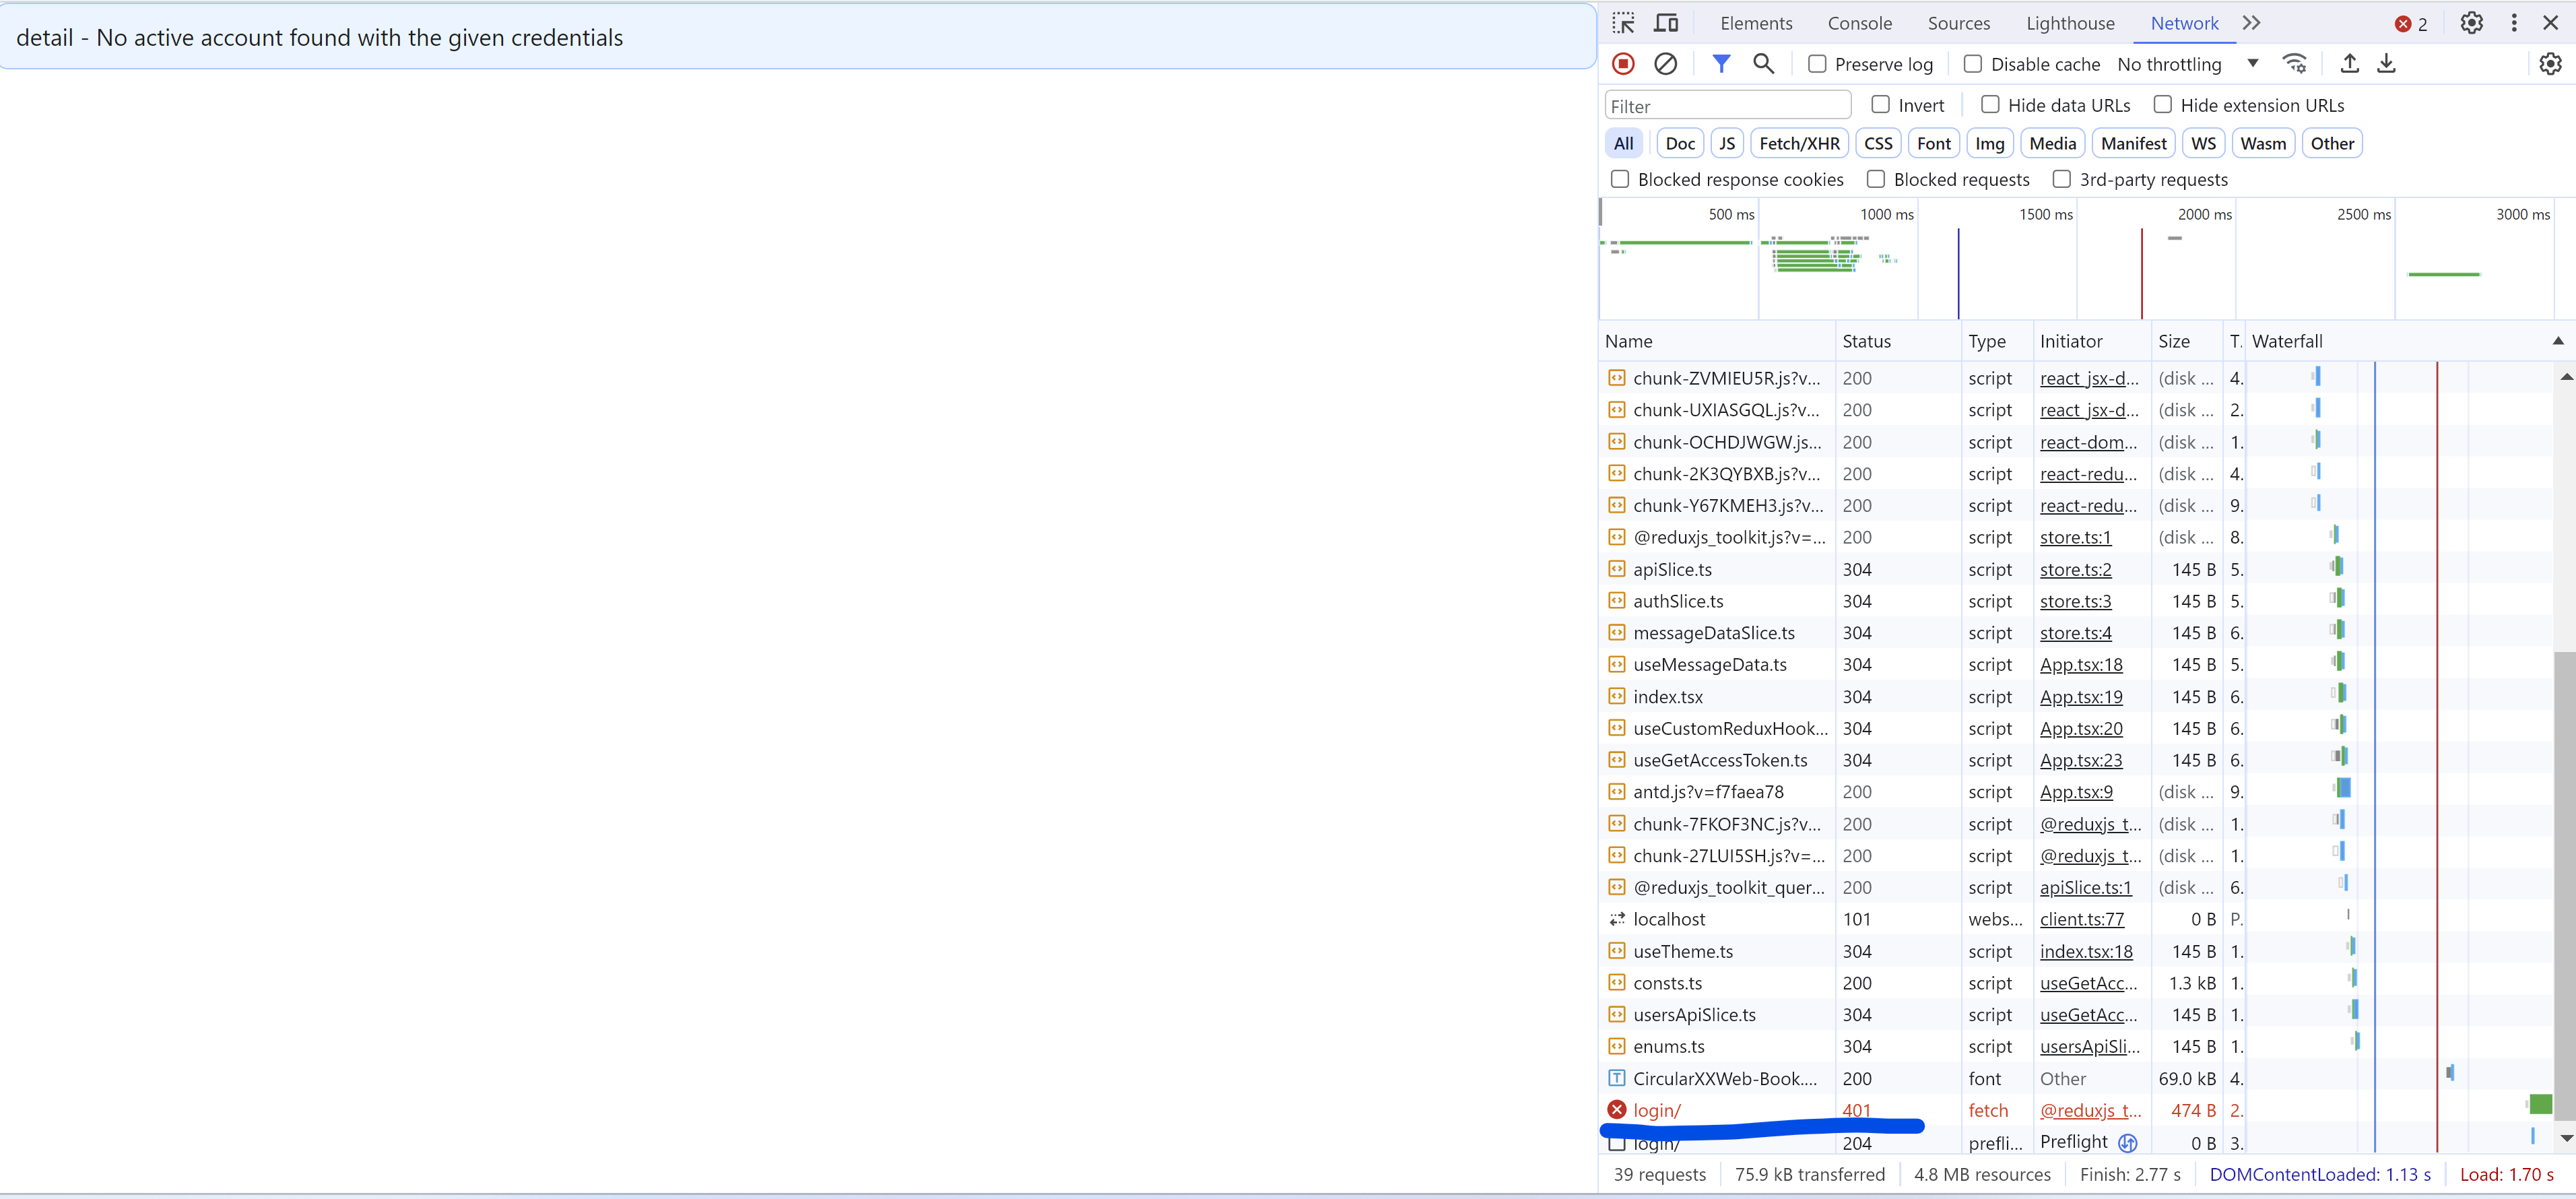 detail - No active account found with the given credentials
Elements Console Sources Lighthouse Network 2
Preserve log Disable cache No throttling
Filter Invert Hide data URLs Hide extension URLs
All Doc JS Fetch/XHR CSS Font Img Media Manifest WS Wasm Other
Blocked response cookies Blocked requests 3rd-party requests
500 ms 1000 ms 1500 ms 2000 ms 2500 ms 3000 ms
Name Status Type Initiator Size T. Waterfall
chunk-ZVMIEU5R.js?v... 200 script react_jsx-d... (disk ... 4.
chunk-UXIASGQL.js?v... 200 script react_jsx-d... (disk ... 2.
chunk-OCHDJWGW.js... 200 script react-dom... (disk ... 1.
chunk-2K3QYBXB.js?v... 200 script react-redu... (disk ... 4.
chunk-Y67KMEH3.js?v... 200 script react-redu... (disk ... 9.
@reduxjs_toolkit.js?v=... 200 script store.ts:1 (disk ... 8.
apiSlice.ts 304 script store.ts:2 145 B 5.
authSlice.ts 304 script store.ts:3 145 B 5.
messageDataSlice.ts 304 script store.ts:4 145 B 6.
useMessageData.ts 304 script App.tsx:18 145 B 5.
index.tsx 304 script App.tsx:19 145 B 6.
useCustomReduxHook... 304 script App.tsx:20 145 B 6.
useGetAccessToken.ts 304 script App.tsx:23 145 B 6.
antd.js?v=f7faea78 200 script App.tsx:9 (disk ... 9.
chunk-7FKOF3NC.js?v... 200 script @reduxjs_t... (disk ... 1.
chunk-27LUI5SH.js?v=... 200 script @reduxjs_t... (disk ... 1.
@reduxjs_toolkit_quer... 200 script apiSlice.ts:1 (disk ... 6.
localhost 101 webs... client.ts:77 0 B P.
useTheme.ts 304 script index.tsx:18 145 B 1.
consts.ts 200 script useGetAcc... 1.3 kB 1.
usersApiSlice.ts 304 script useGetAcc... 145 B 1.
enums.ts 304 script usersApiSli... 145 B 1.
CircularXXWeb-Book.... 200 font Other 69.0 kB 4.
login/ 401 fetch @reduxjs_t... 474 B 2.
login/ 204 prefli... Preflight 0 B 3.
39 requests 75.9 kB transferred 4.8 MB resources Finish: 2.77 s DOMContentLoaded: 1.13 s Load: 1.70 s